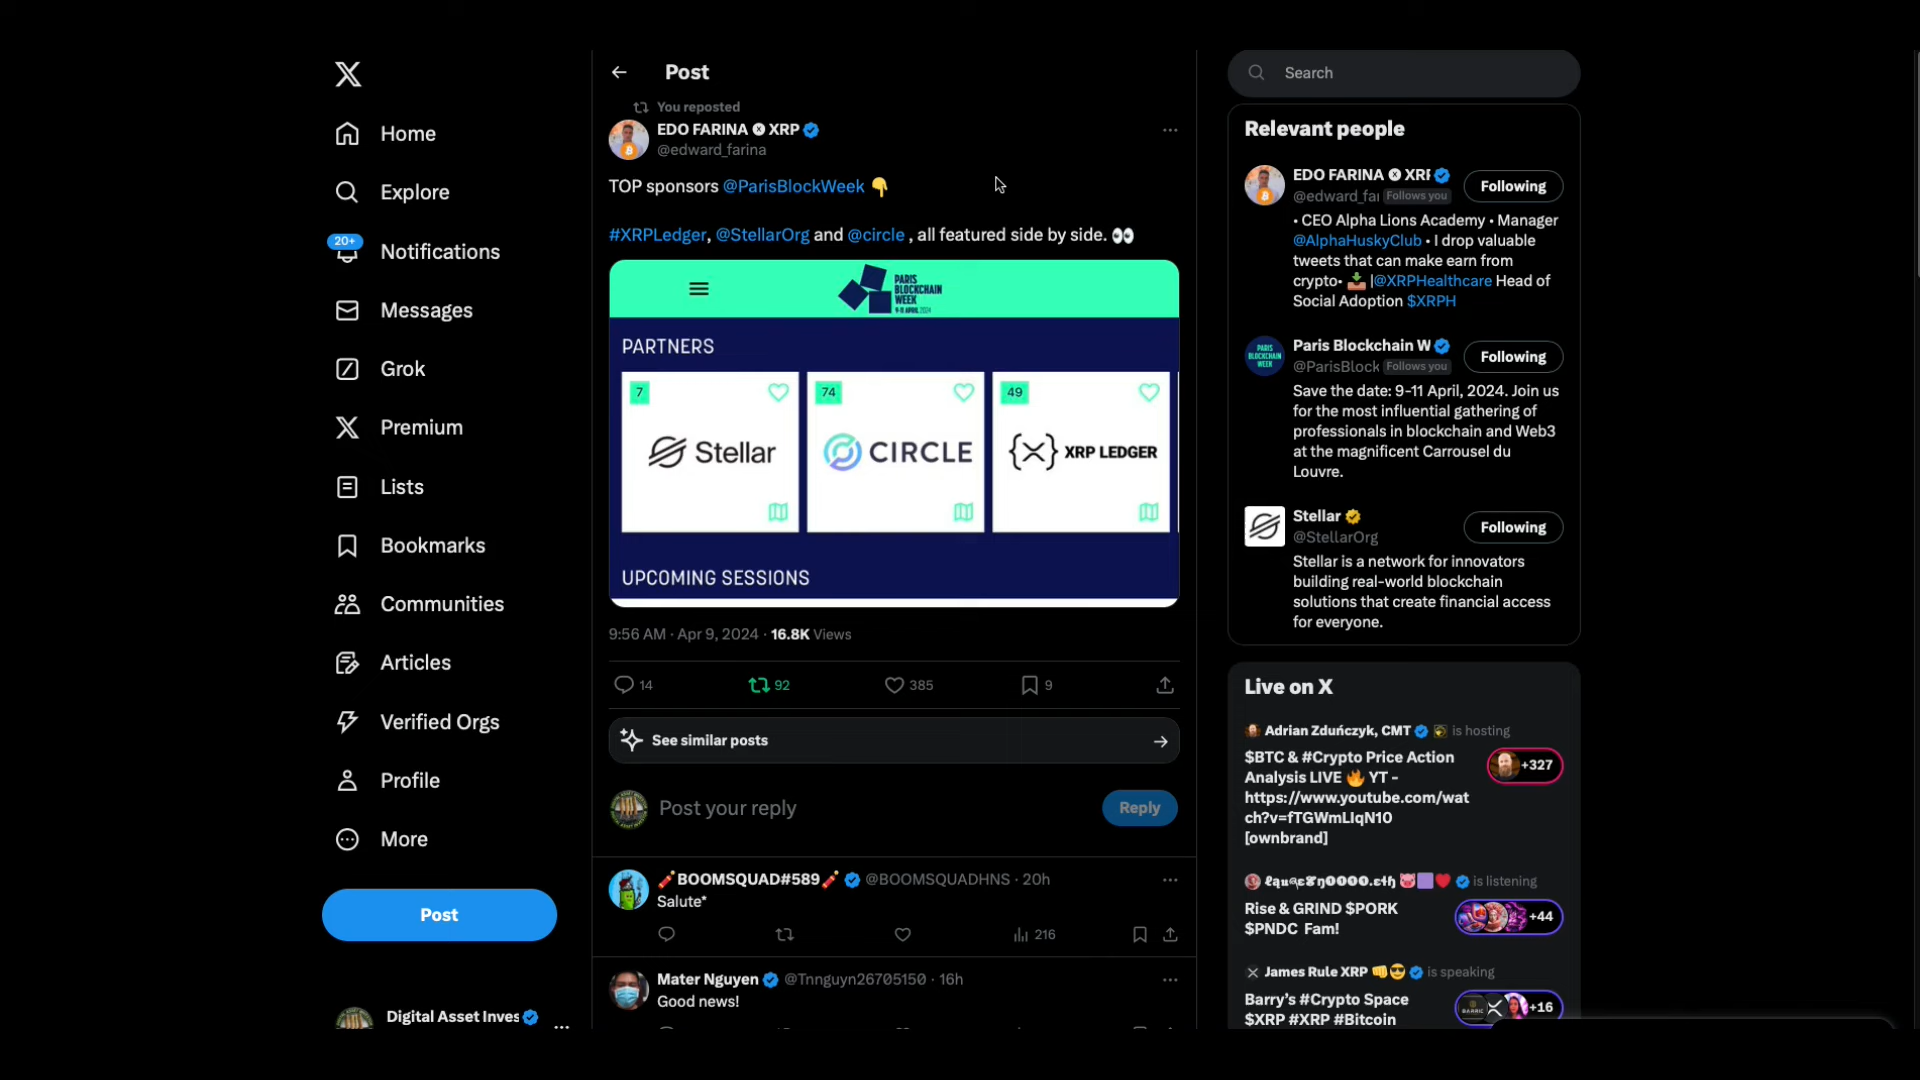 Home
Explore
20+
Notifications
Messages
Grok
Premium
Lists
Bookmarks
Communities
Articles
Verified Orgs
Profile
More
Post
Digital Asset Inves
Post
You reposted
EDO FARINA XRP
@edward_farina
TOP sponsors @ParisBlockWeek 👇
#XRPLedger, @StellarOrg and @circle , all featured side by side. 👀
PARIS
BLOCKCHAIN
WEEK
9-11 APRIL 2024
PARTNERS
7
74
49
Stellar
CIRCLE
XRP LEDGER
UPCOMING SESSIONS
9:56 AM · Apr 9, 2024 · 16.8K Views
14
92
385
9
See similar posts
Post your reply
Reply
🧨BOOMSQUAD#589🧨 @BOOMSQUADHNS · 20h
Salute*
216
Mater Nguyen @Tnnguyn26705150 · 16h
Good news!
Search
Relevant people
EDO FARINA XRP
@edward_fai Follows you
Following
• CEO Alpha Lions Academy • Manager
@AlphaHuskyClub • I drop valuable
tweets that can make earn from
crypto• 📥 |@XRPHealthcare Head of
Social Adoption $XRPH
Paris Blockchain W
@ParisBlock Follows you
Following
PARIS
BLOCKCHAIN
WEEK
Save the date: 9-11 April, 2024. Join us
for the most influential gathering of
professionals in blockchain and Web3
at the magnificent Carrousel du
Louvre.
Stellar
@StellarOrg
Following
Stellar is a network for innovators
building real-world blockchain
solutions that create financial access
for everyone.
Live on X
Adrian Zduńczyk, CMT is hosting
$BTC & #Crypto Price Action
Analysis LIVE 🔥 YT -
https://www.youtube.com/wat
ch?v=fTGWmLIqN10
[ownbrand]
+327
is listening
Rise & GRIND $PORK
$PNDC Fam!
+44
James Rule XRP 👊😎 is speaking
Barry's #Crypto Space
$XRP #XRP #Bitcoin
BARRIC
+16